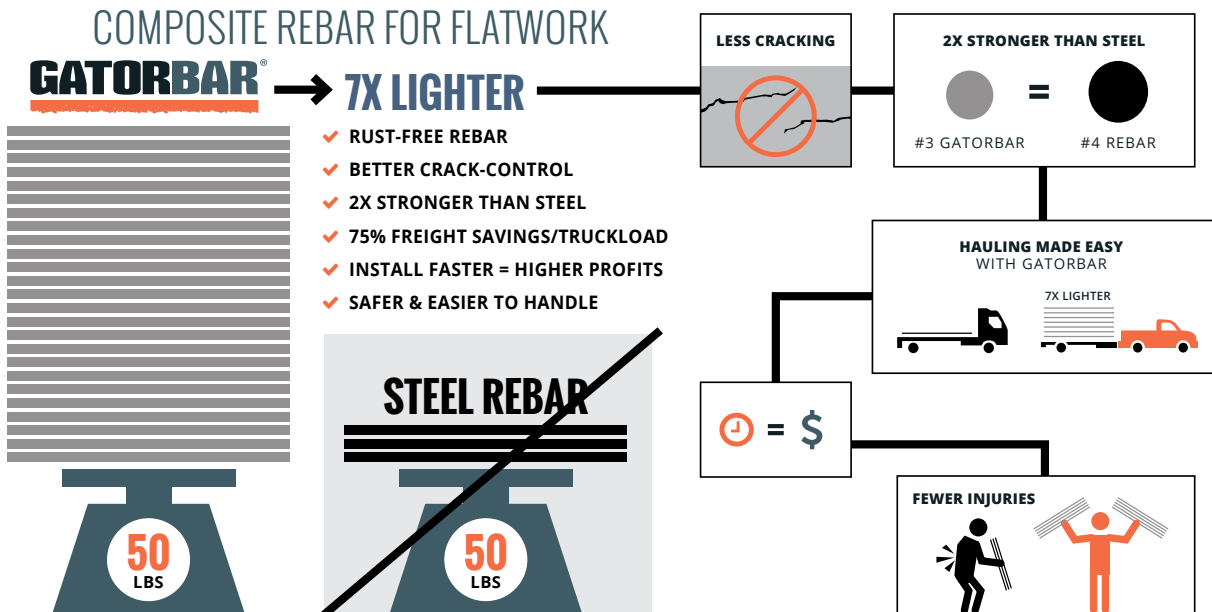 COMPOSITE REBAR FOR FLATWORK
GATORBAR®
7X LIGHTER
RUST-FREE REBAR
BETTER CRACK-CONTROL
2X STRONGER THAN STEEL
75% FREIGHT SAVINGS/TRUCKLOAD
INSTALL FASTER = HIGHER PROFITS
SAFER & EASIER TO HANDLE
50
LBS
STEEL REBAR
50
LBS
LESS CRACKING
2X STRONGER THAN STEEL
=
#3 GATORBAR
#4 REBAR
HAULING MADE EASY
WITH GATORBAR
7X LIGHTER
= $
FEWER INJURIES